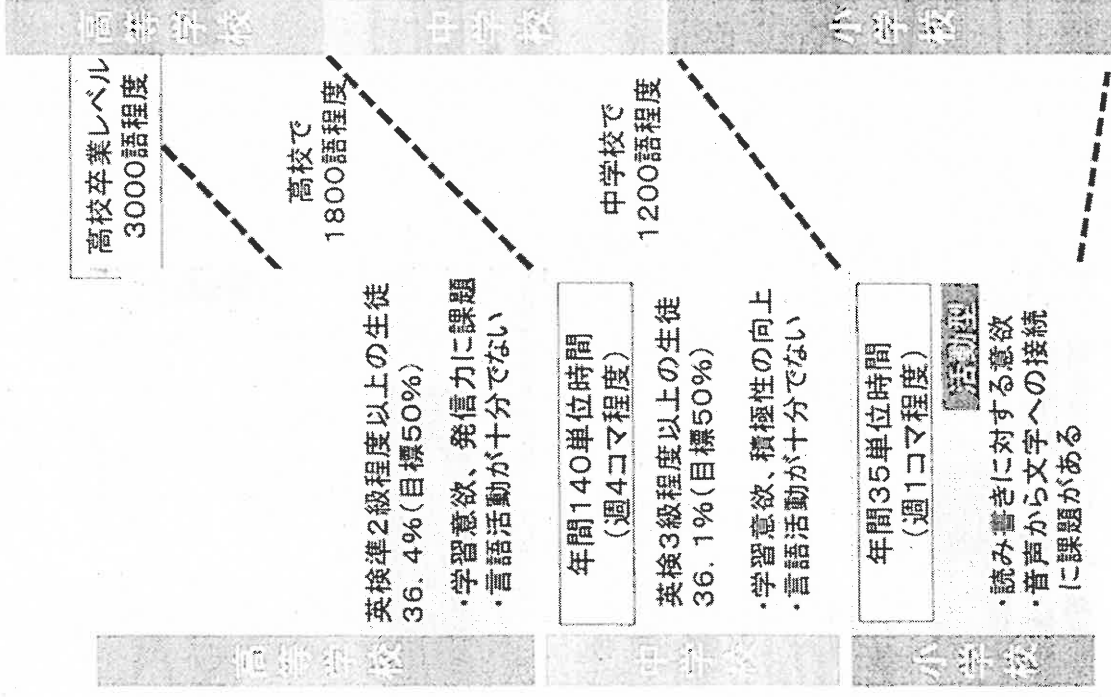 高等学校
高校卒業レベル
3000語程度
高校で
1800語程度
英検準2級程度以上の生徒
36.4%(目標50%)
・学習意欲、発信力に課題
・言語活動が十分でない
高等学校
中学校
中学校で
1200語程度
年間140単位時間
(週4コマ程度)
英検3級程度以上の生徒
36.1%(目標50%)
・学習意欲、積極性の向上
・言語活動が十分でない
中学校
小学校
年間35単位時間
(週1コマ程度)
活動型
・読み書きに対する意欲
・音声から文字への接続
に課題がある
小学校